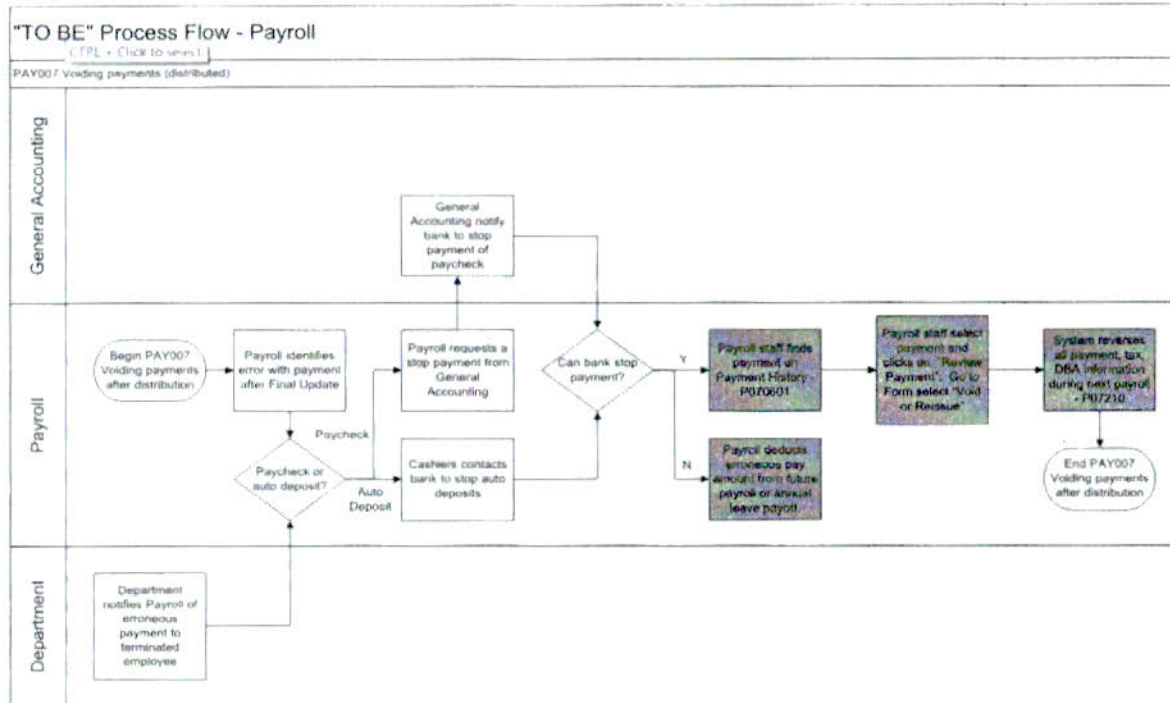 "TO BE" Process Flow - Payroll
CTRL + Click to select
PAY007 Voiding payments (distributed)
General Accounting
General
Accounting notify
bank to stop
payment of
paycheck
Payroll
Begin PAY007
Voiding payments
after distribution
Payroll identifies
error with payment
after Final Update
Payroll requests a
stop payment from
General
Accounting
Can bank stop
payment?
Y
Payroll staff finds
payment on
Payment History -
P070601
Payroll staff select
payment and
clicks on "Review
Payment". Go to
Form select "Void
or Reissue"
System reverses
all payment, tax,
DBA information
during next payroll
- P07210
Paycheck
Paycheck or
auto deposit?
Auto
Deposit
Cashiers contacts
bank to stop auto
deposits
N
Payroll deducts
erroneous pay
amount from future
payroll or annual
leave payoff
End PAY007
Voiding payments
after distribution
Department
Department
notifies Payroll of
erroneous
payment to
terminated
employee